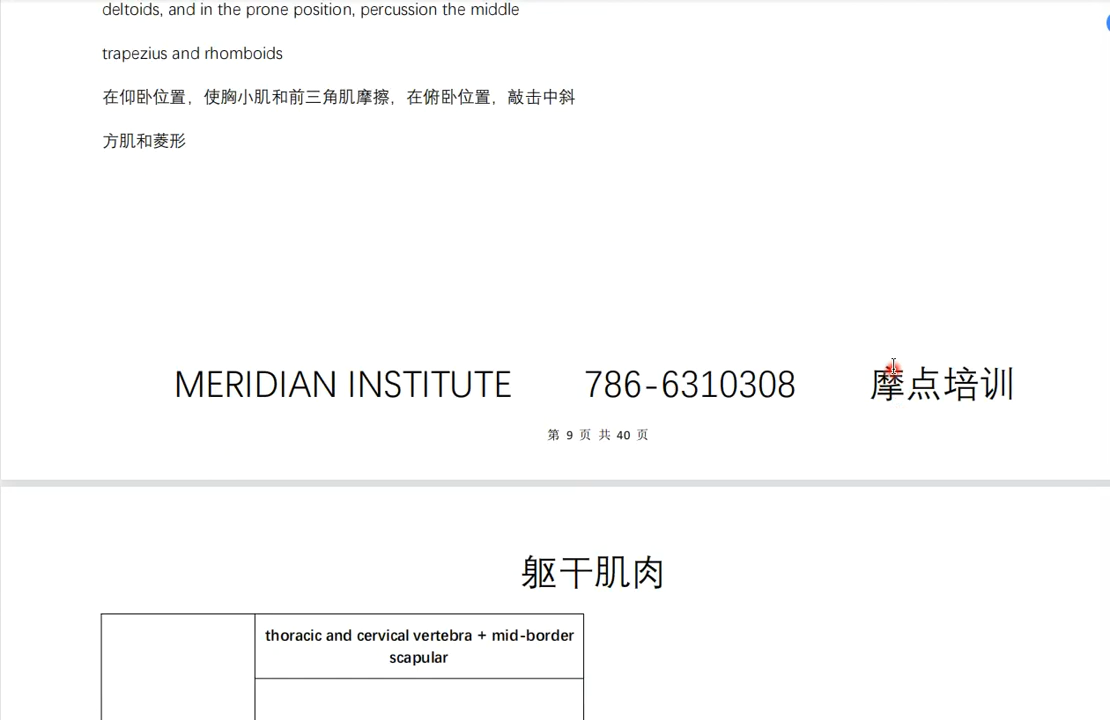 deltoids, and in the prone position, percussion the middle
trapezius and rhomboids
在仰卧位置，使胸小肌和前三角肌摩擦，在俯卧位置，敲击中斜
方肌和菱形
MERIDIAN INSTITUTE 786-6310308 摩点培训
第 9 页 共 40 页
躯干肌肉
thoracic and cervical vertebra + mid-border
scapular